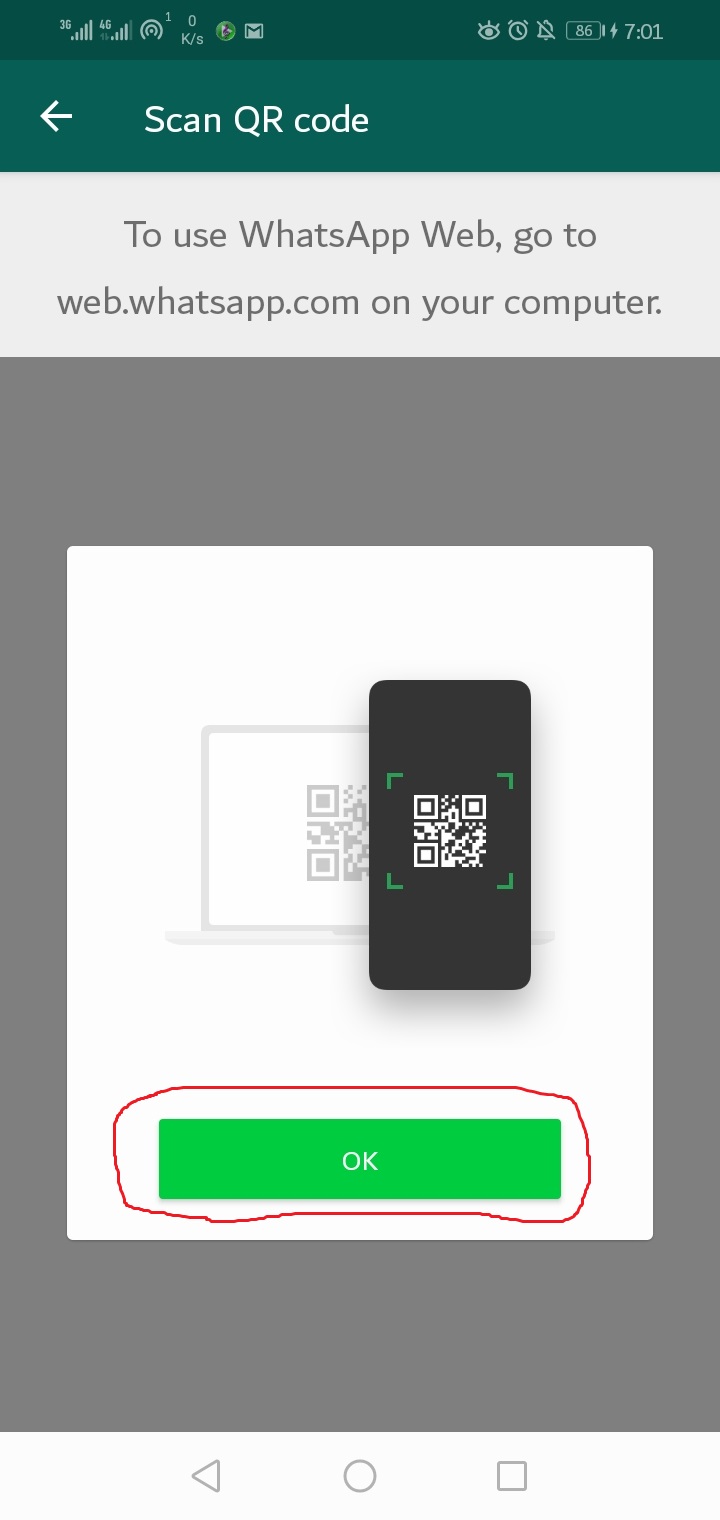 3G 4G 1 0 K/s 86 7:01
Scan QR code
To use WhatsApp Web, go to
web.whatsapp.com on your computer.
OK